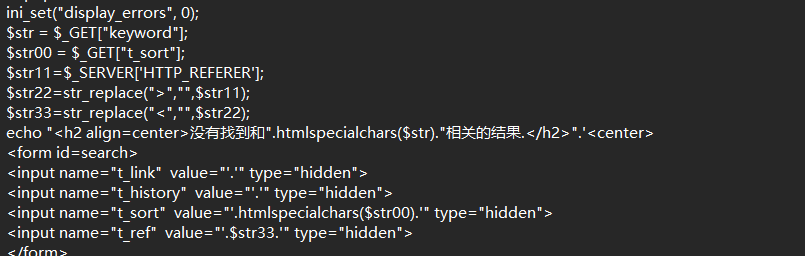 ini_set("display_errors", 0);
$str = $_GET["keyword"];
$str00 = $_GET["t_sort"];
$str11=$_SERVER['HTTP_REFERER'];
$str22=str_replace(">","",$str11);
$str33=str_replace("<","",$str22);
echo "<h2 align=center>没有找到和".htmlspecialchars($str)."相关的结果.</h2>".'<center>
<form id=search>
<input name="t_link"  value="'.'" type="hidden">
<input name="t_history"  value="'.'" type="hidden">
<input name="t_sort"  value="'.htmlspecialchars($str00).'" type="hidden">
<input name="t_ref"  value="'.$str33.'" type="hidden">
</form>